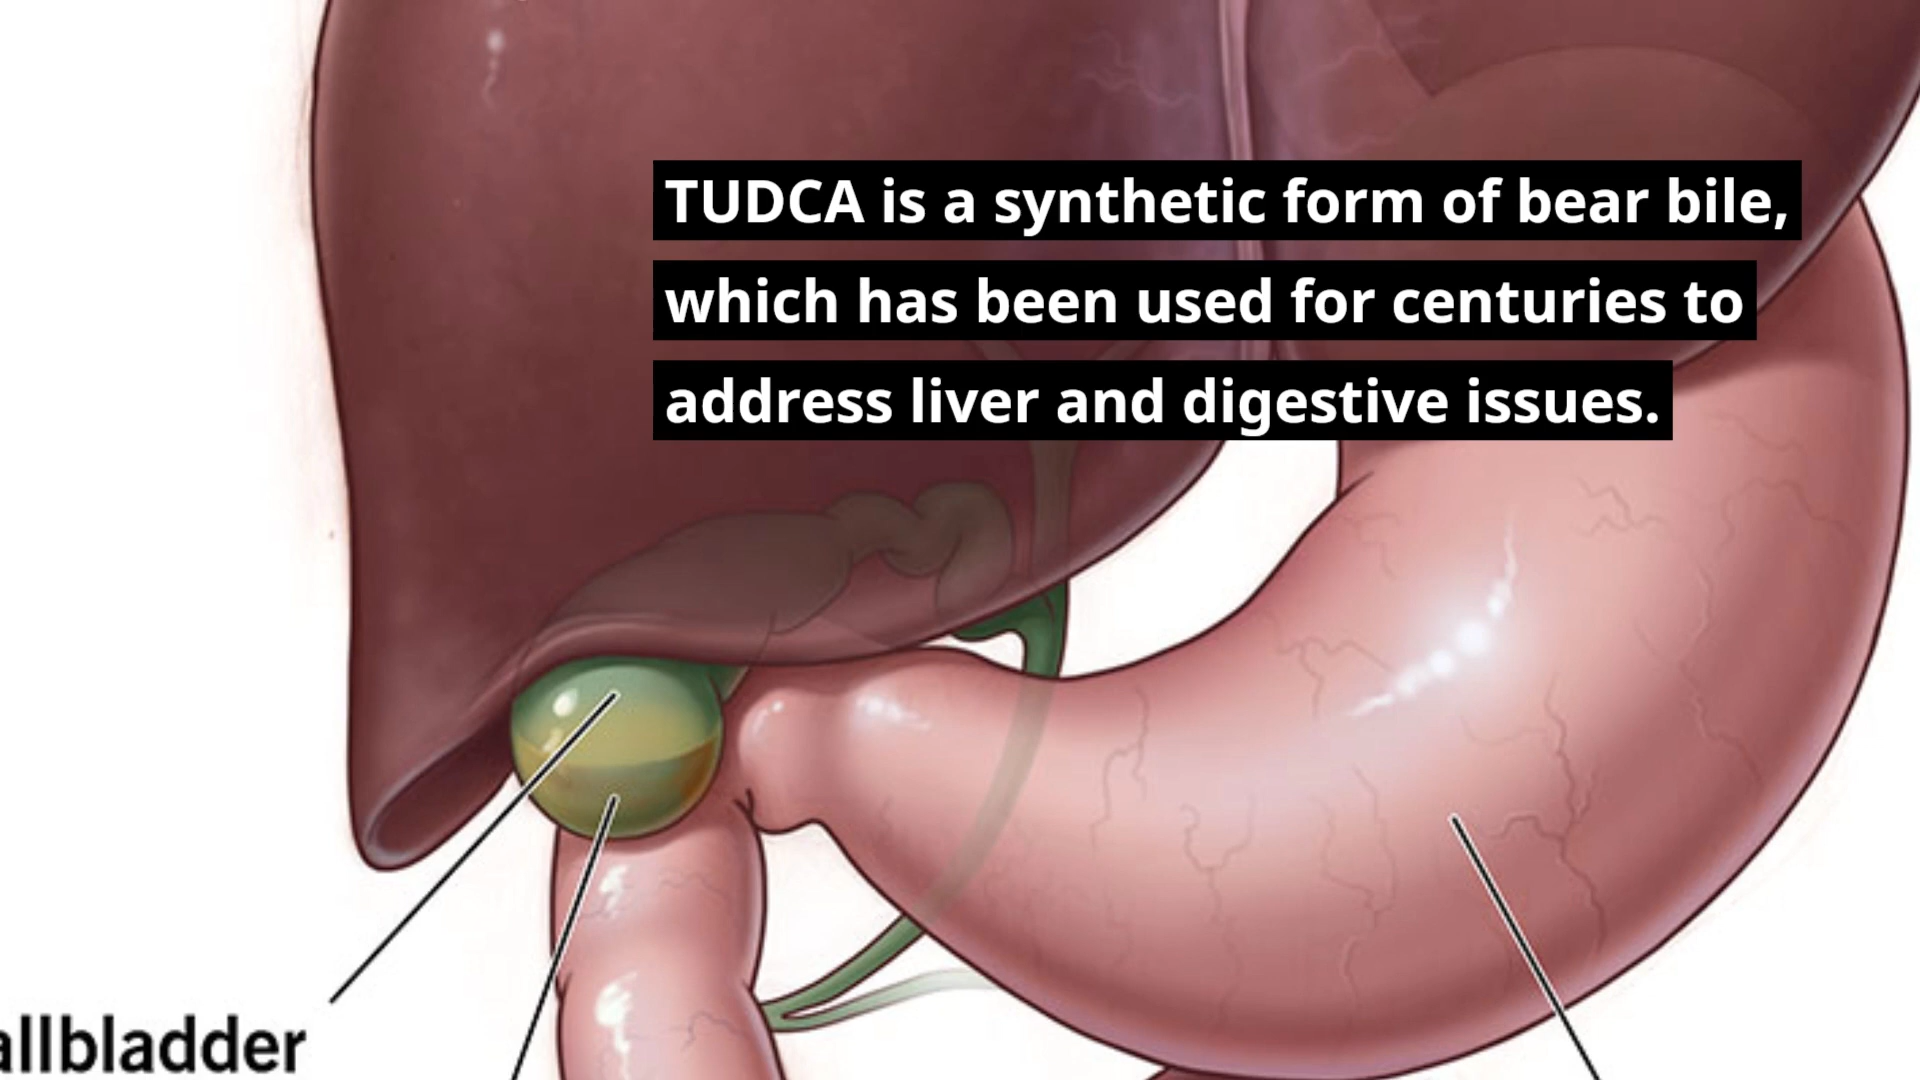 TUDCA is a synthetic form of bear bile,
which has been used for centuries to
address liver and digestive issues.
allbladder